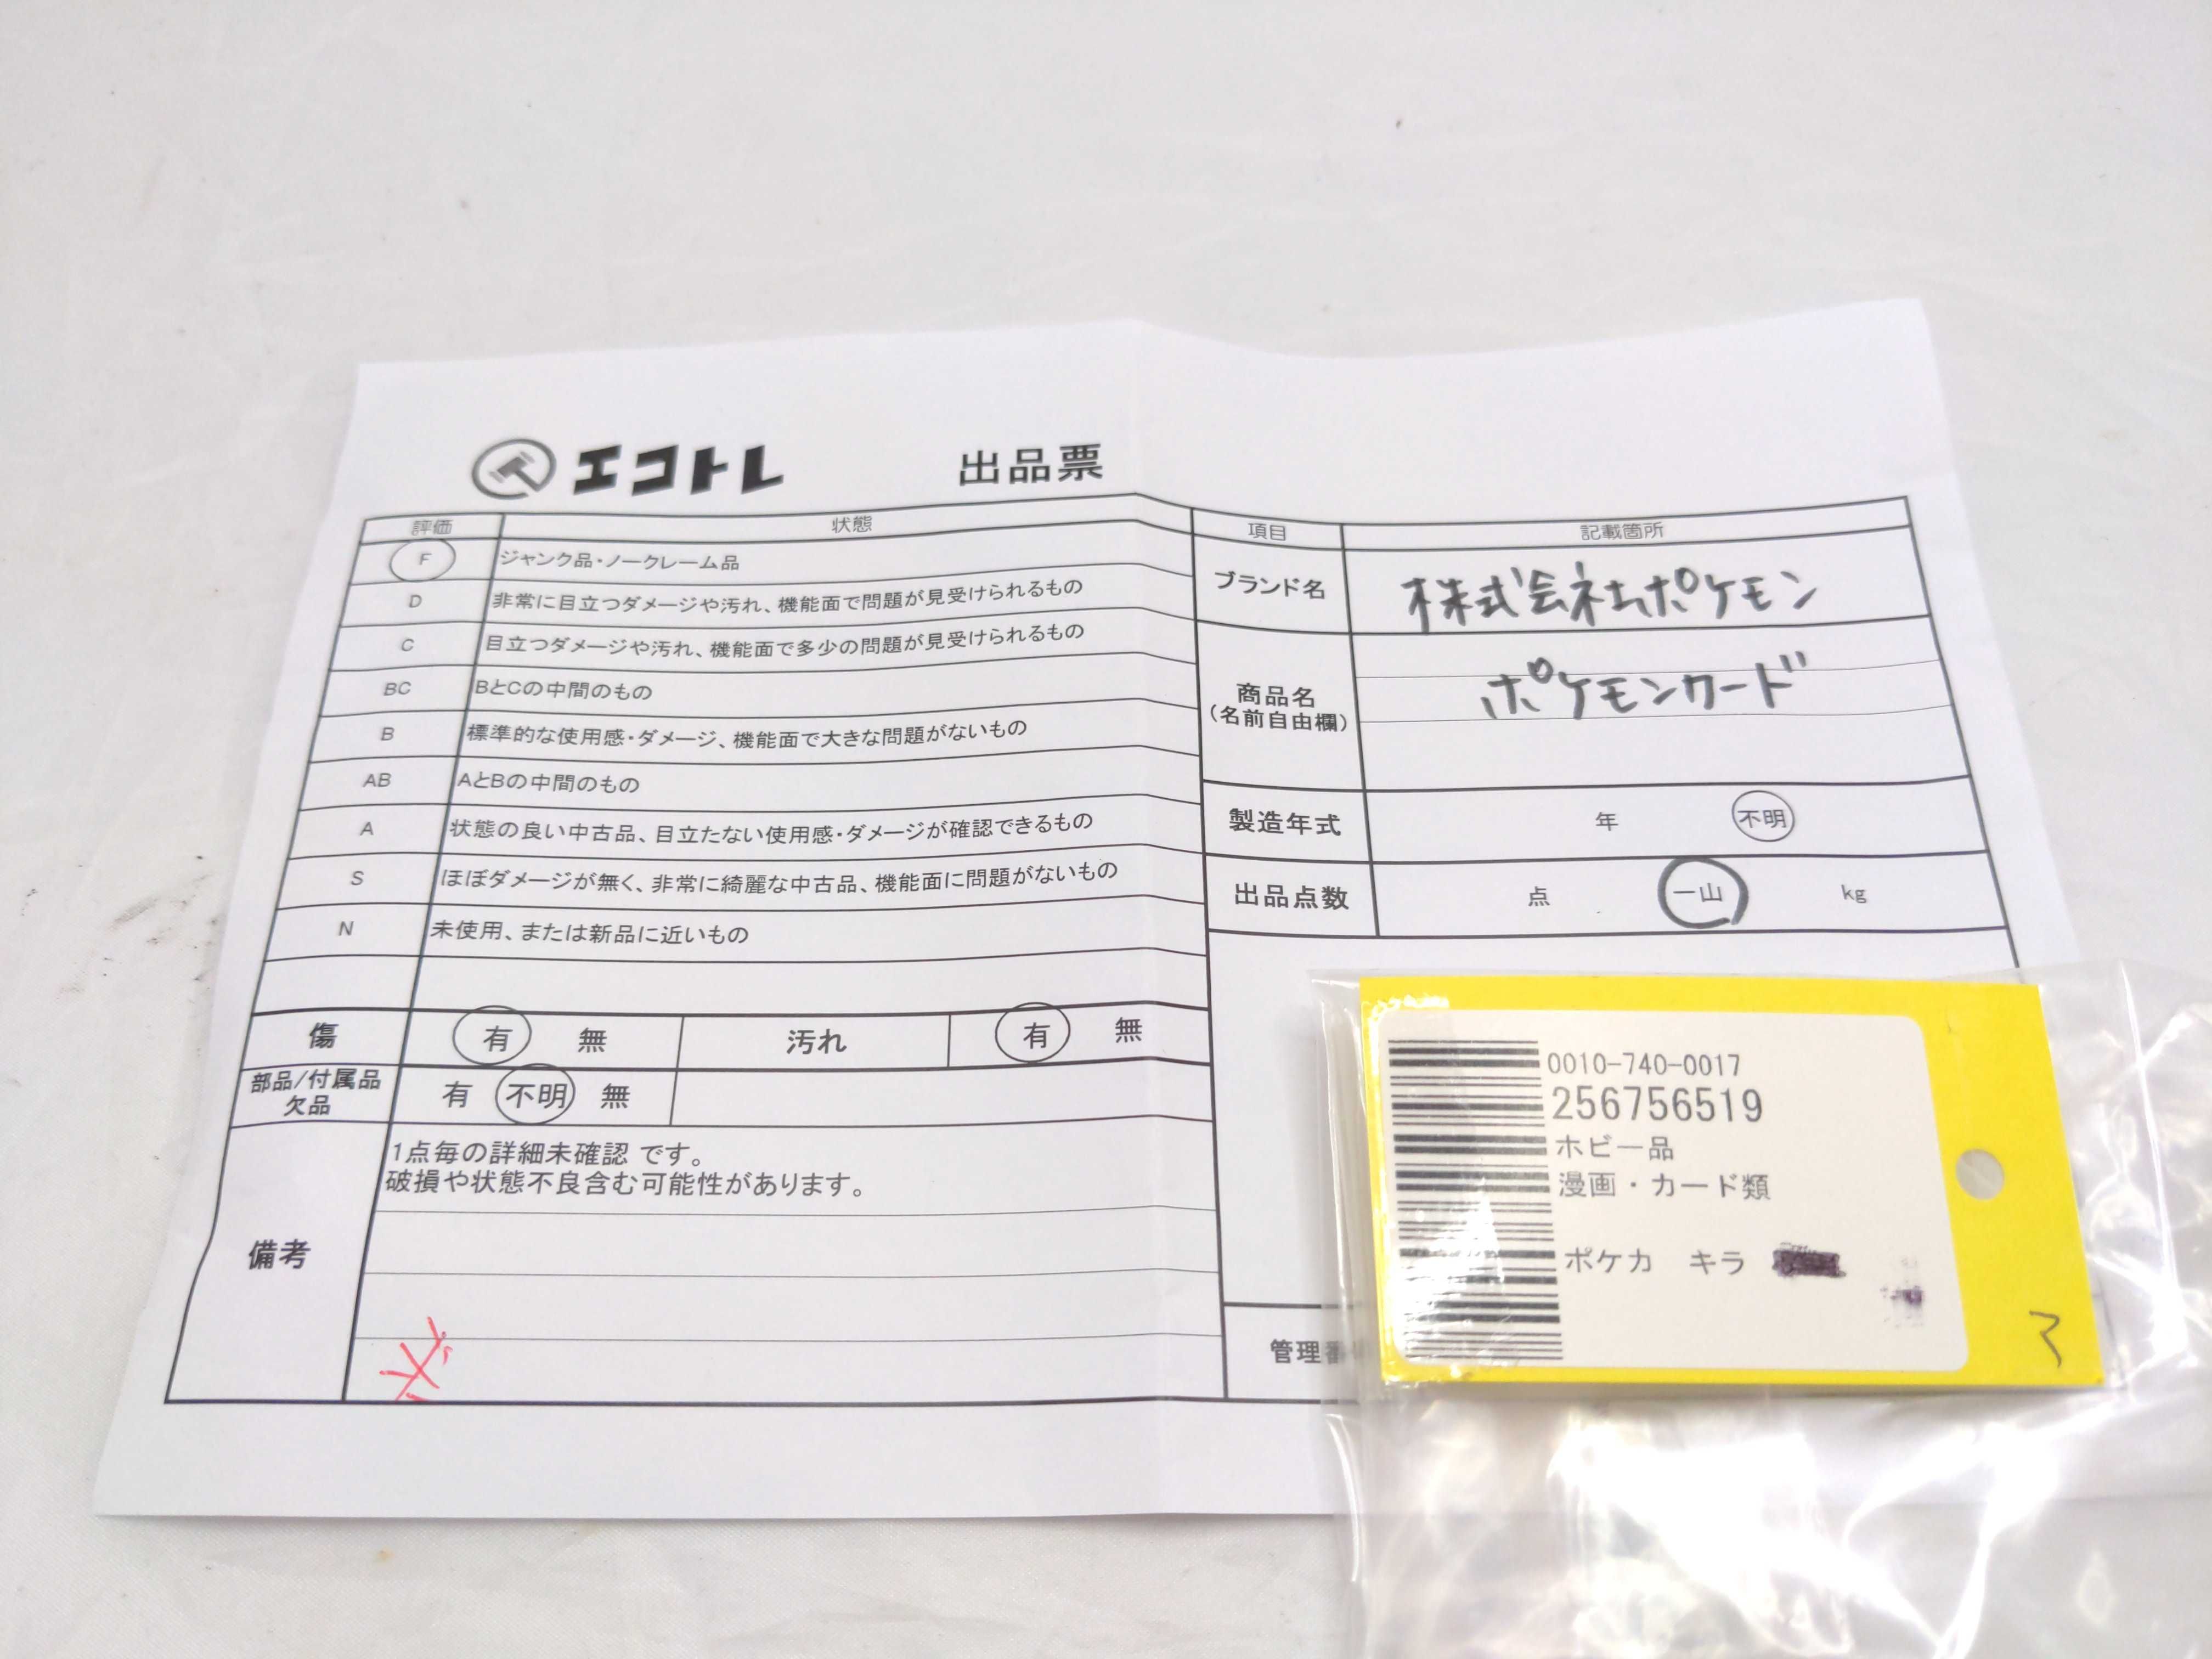 エコトレ 出品票
評価 状態
F ジャンク品・ノークレーム品
D 非常に目立つダメージや汚れ、機能面で問題が見受けられるもの
C 目立つダメージや汚れ、機能面で多少の問題が見受けられるもの
BC BとCの中間のもの
B 標準的な使用感・ダメージ、機能面で大きな問題がないもの
AB AとBの中間のもの
A 状態の良い中古品、目立たない使用感・ダメージが確認できるもの
S ほぼダメージが無く、非常に綺麗な中古品、機能面に問題がないもの
N 未使用、または新品に近いもの
傷 有 無 汚れ 有 無
部品/付属品
欠品 有 不明 無
備考
1点毎の詳細未確認 です。
破損や状態不良含む可能性があります。
項目 記載箇所
ブランド名 株式会社ポケモン
商品名
(名前自由欄)
ポケモンカード
製造年式 年 不明
出品点数 点 一山 kg
管理番
0010-740-0017
256756519
ホビー品
漫画・カード類
ポケカ キラ